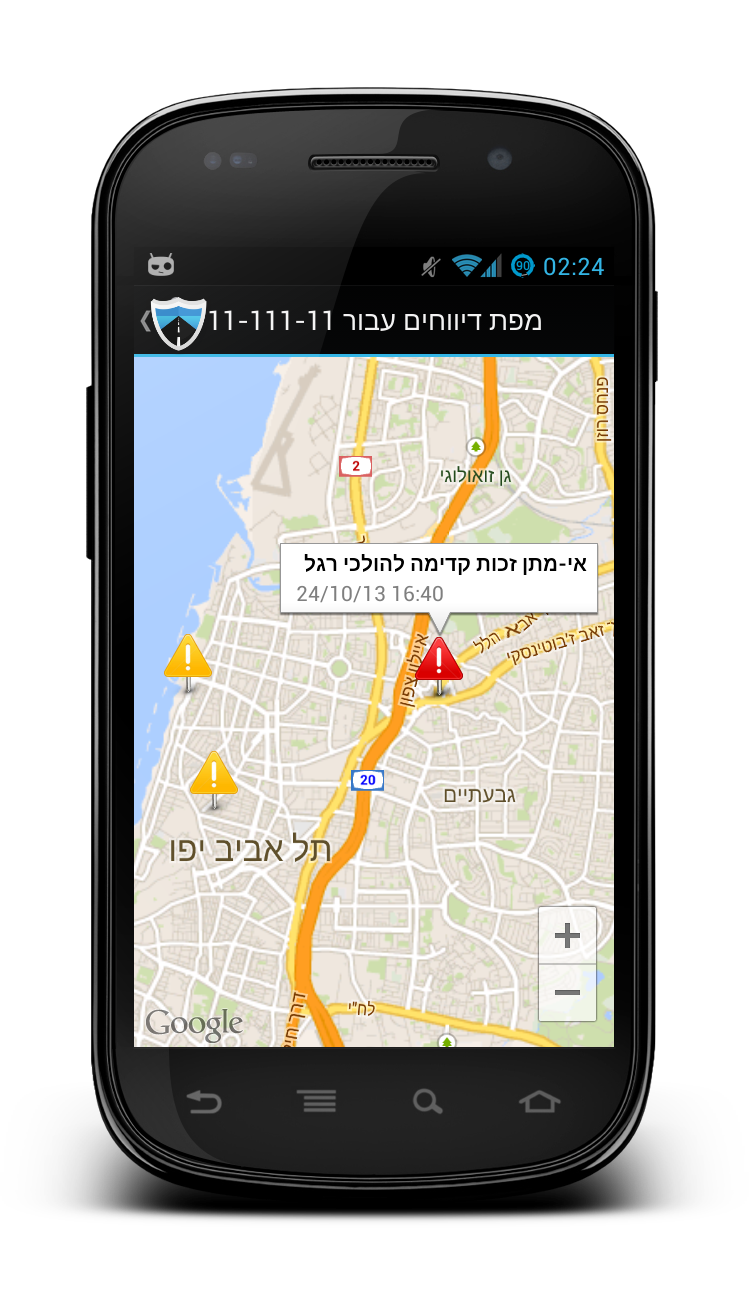 90 02:24
מפת דיווחים עבור 11-111-11
פנחס רוזן
2
גן זואולוגי
אי-מתן זכות קדימה להולכי רגל
24/10/13 16:40
אבא הלל
זאב ז'בוטינסקי
איילון צפון
20
גבעתיים
תל אביב יפו
+
−
לח"י
דרך
Google